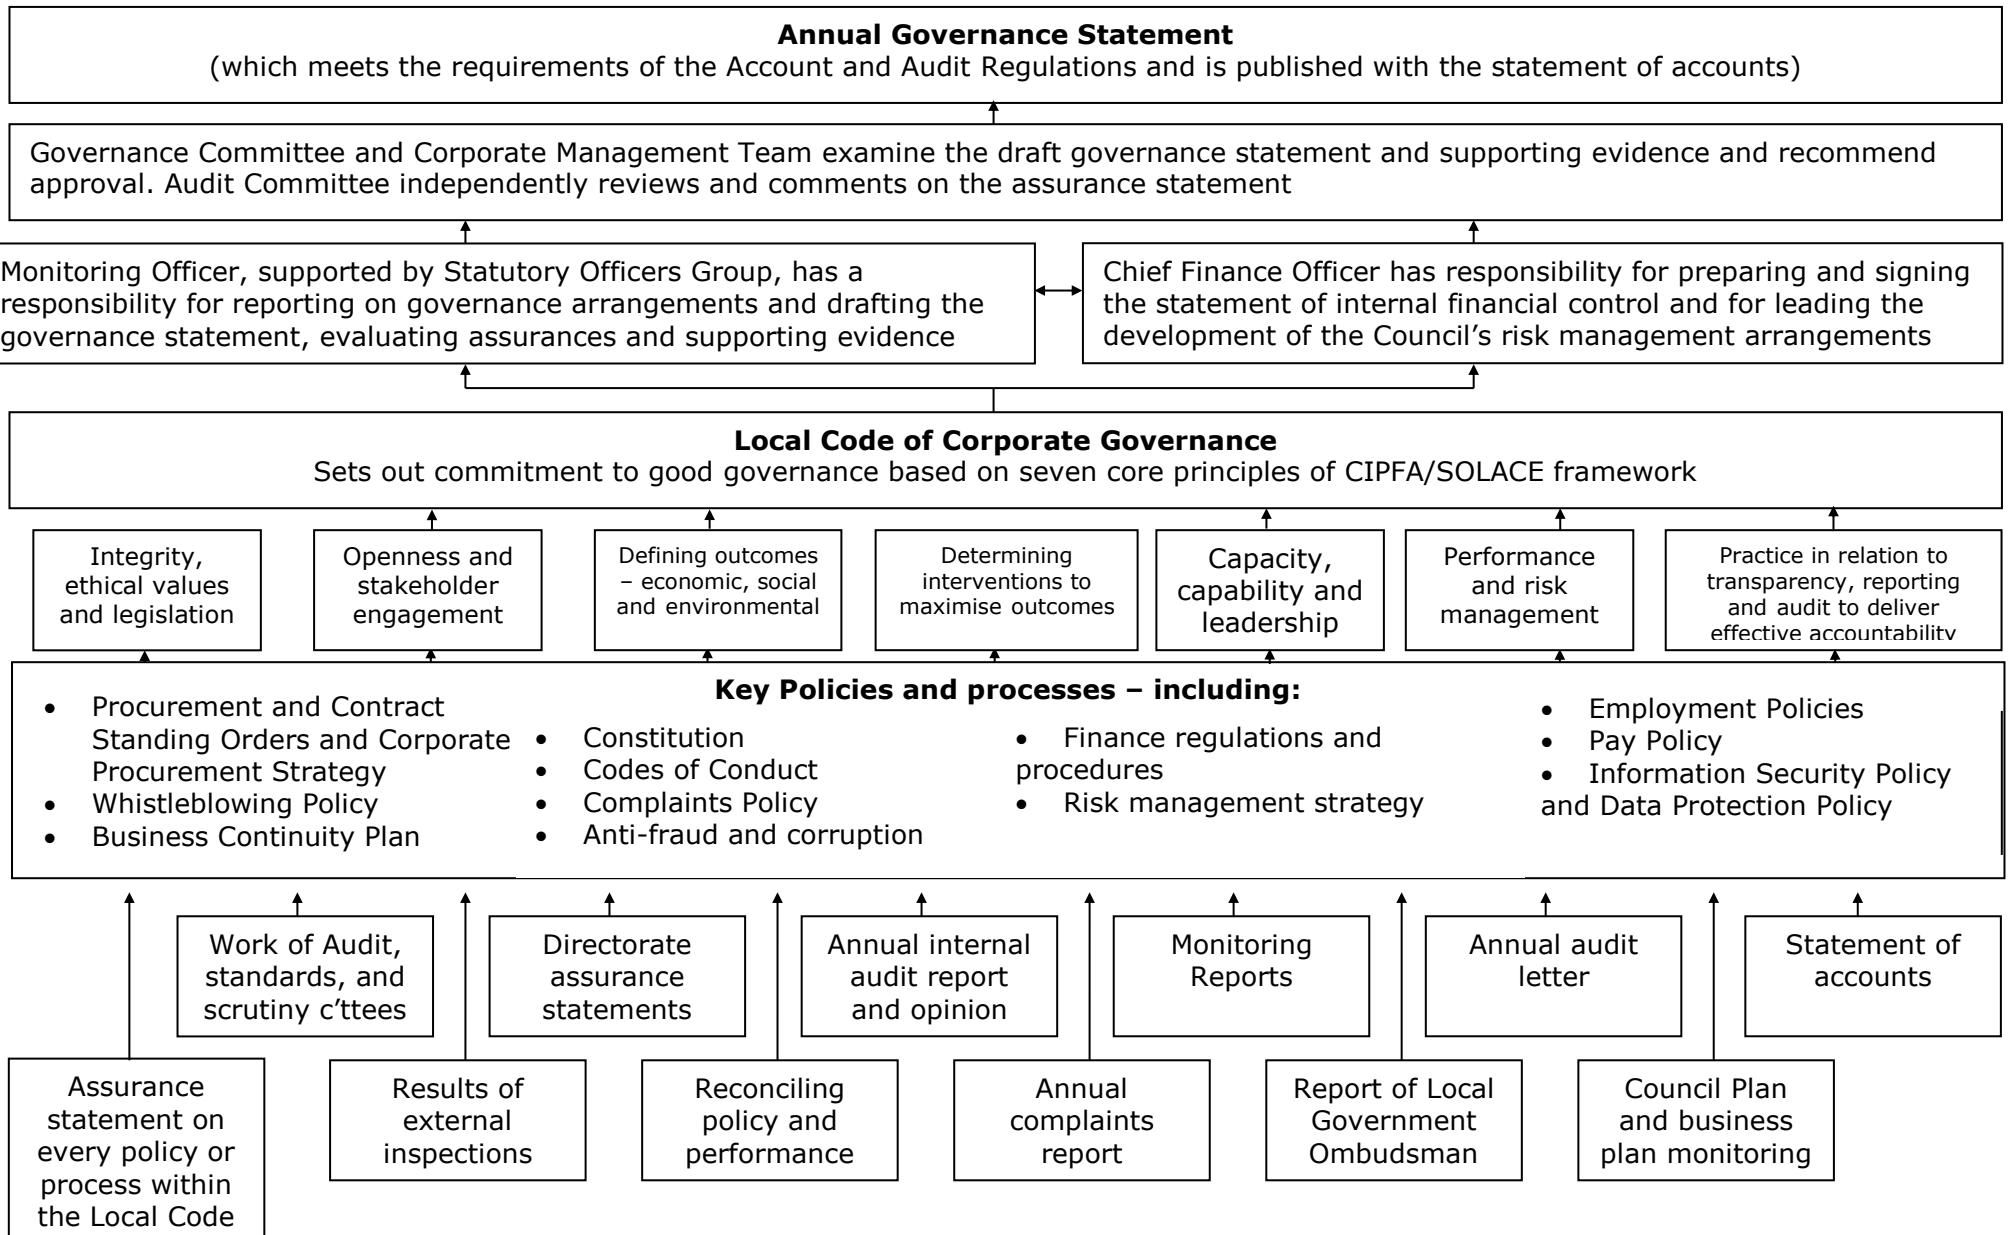 Annual Governance Statement
(which meets the requirements of the Account and Audit Regulations and is published with the statement of accounts)
Governance Committee and Corporate Management Team examine the draft governance statement and supporting evidence and recommend
approval. Audit Committee independently reviews and comments on the assurance statement
Monitoring Officer, supported by Statutory Officers Group, has a
responsibility for reporting on governance arrangements and drafting the
governance statement, evaluating assurances and supporting evidence
Chief Finance Officer has responsibility for preparing and signing
the statement of internal financial control and for leading the
development of the Council’s risk management arrangements
Local Code of Corporate Governance
Sets out commitment to good governance based on seven core principles of CIPFA/SOLACE framework
Integrity,
ethical values
and legislation
Openness and
stakeholder
engagement
Defining outcomes
– economic, social
and environmental
Determining
interventions to
maximise outcomes
Capacity,
capability and
leadership
Performance
and risk
management
Practice in relation to
transparency, reporting
and audit to deliver
effective accountability
Key Policies and processes – including:
• Procurement and Contract
Standing Orders and Corporate
Procurement Strategy
• Whistleblowing Policy
• Business Continuity Plan
• Constitution
• Codes of Conduct
• Complaints Policy
• Anti-fraud and corruption
• Finance regulations and
procedures
• Risk management strategy
• Employment Policies
• Pay Policy
• Information Security Policy
and Data Protection Policy
Work of Audit,
standards, and
scrutiny c’ttees
Directorate
assurance
statements
Annual internal
audit report
and opinion
Monitoring
Reports
Annual audit
letter
Statement of
accounts
Assurance
statement on
every policy or
process within
the Local Code
Results of
external
inspections
Reconciling
policy and
performance
Annual
complaints
report
Report of Local
Government
Ombudsman
Council Plan
and business
plan monitoring